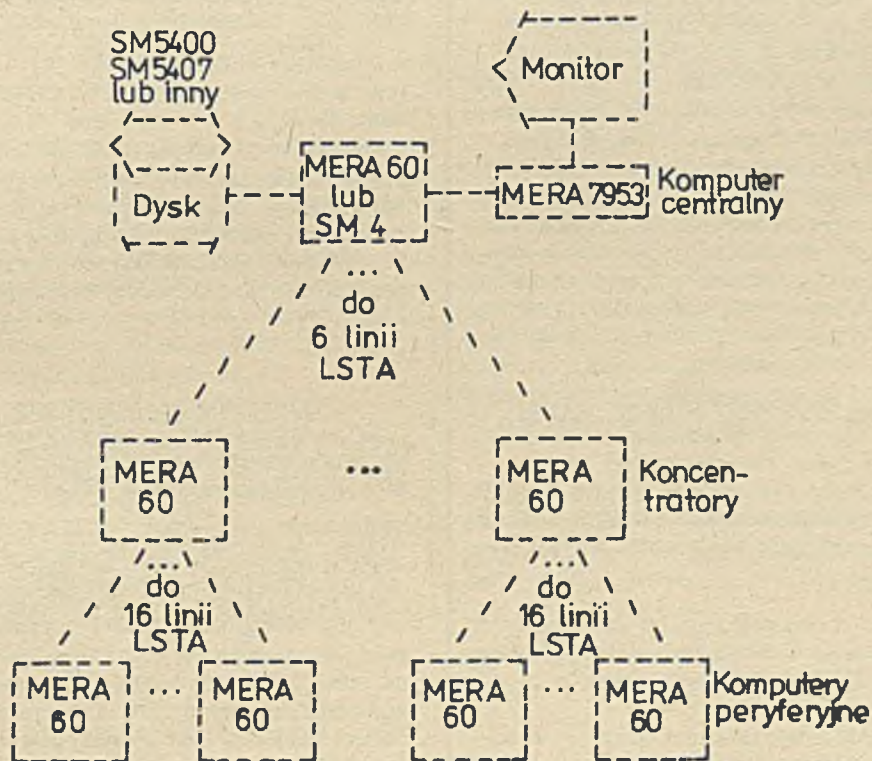 SM5400
SM5407
lub inny
Dysk
MERA 60
lub
SM 4
Monitor
MERA 7953
Komputer
centralny
...
do
6 linii
LSTA
MERA
60
...
MERA
60
Koncen-
tratory
...
do
16 linii
LSTA
...
do
16 linii
LSTA
MERA
60
...
MERA
60
MERA
60
...
MERA
60
Komputery
peryferyjne